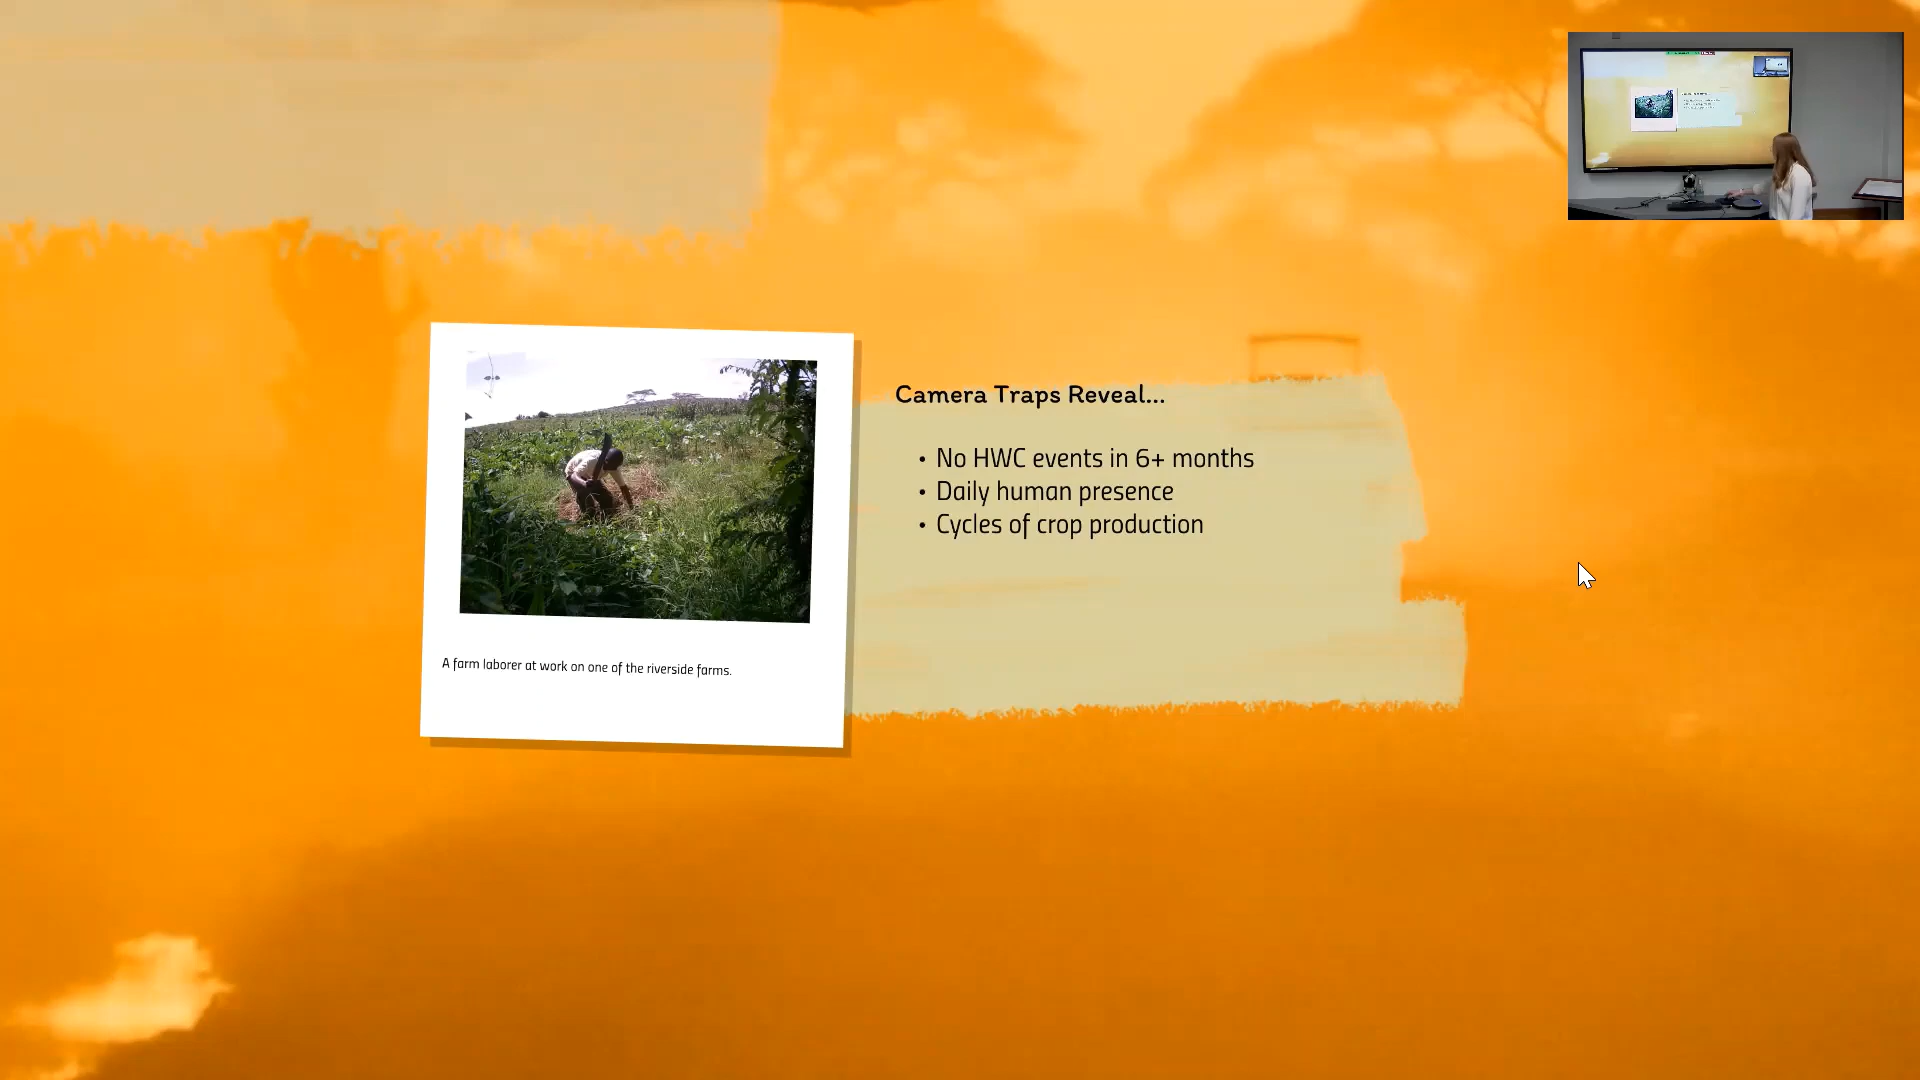 Camera Traps Reveal...
• No HWC events in 6+ months
• Daily human presence
• Cycles of crop production
A farm laborer at work on one of the riverside farms.